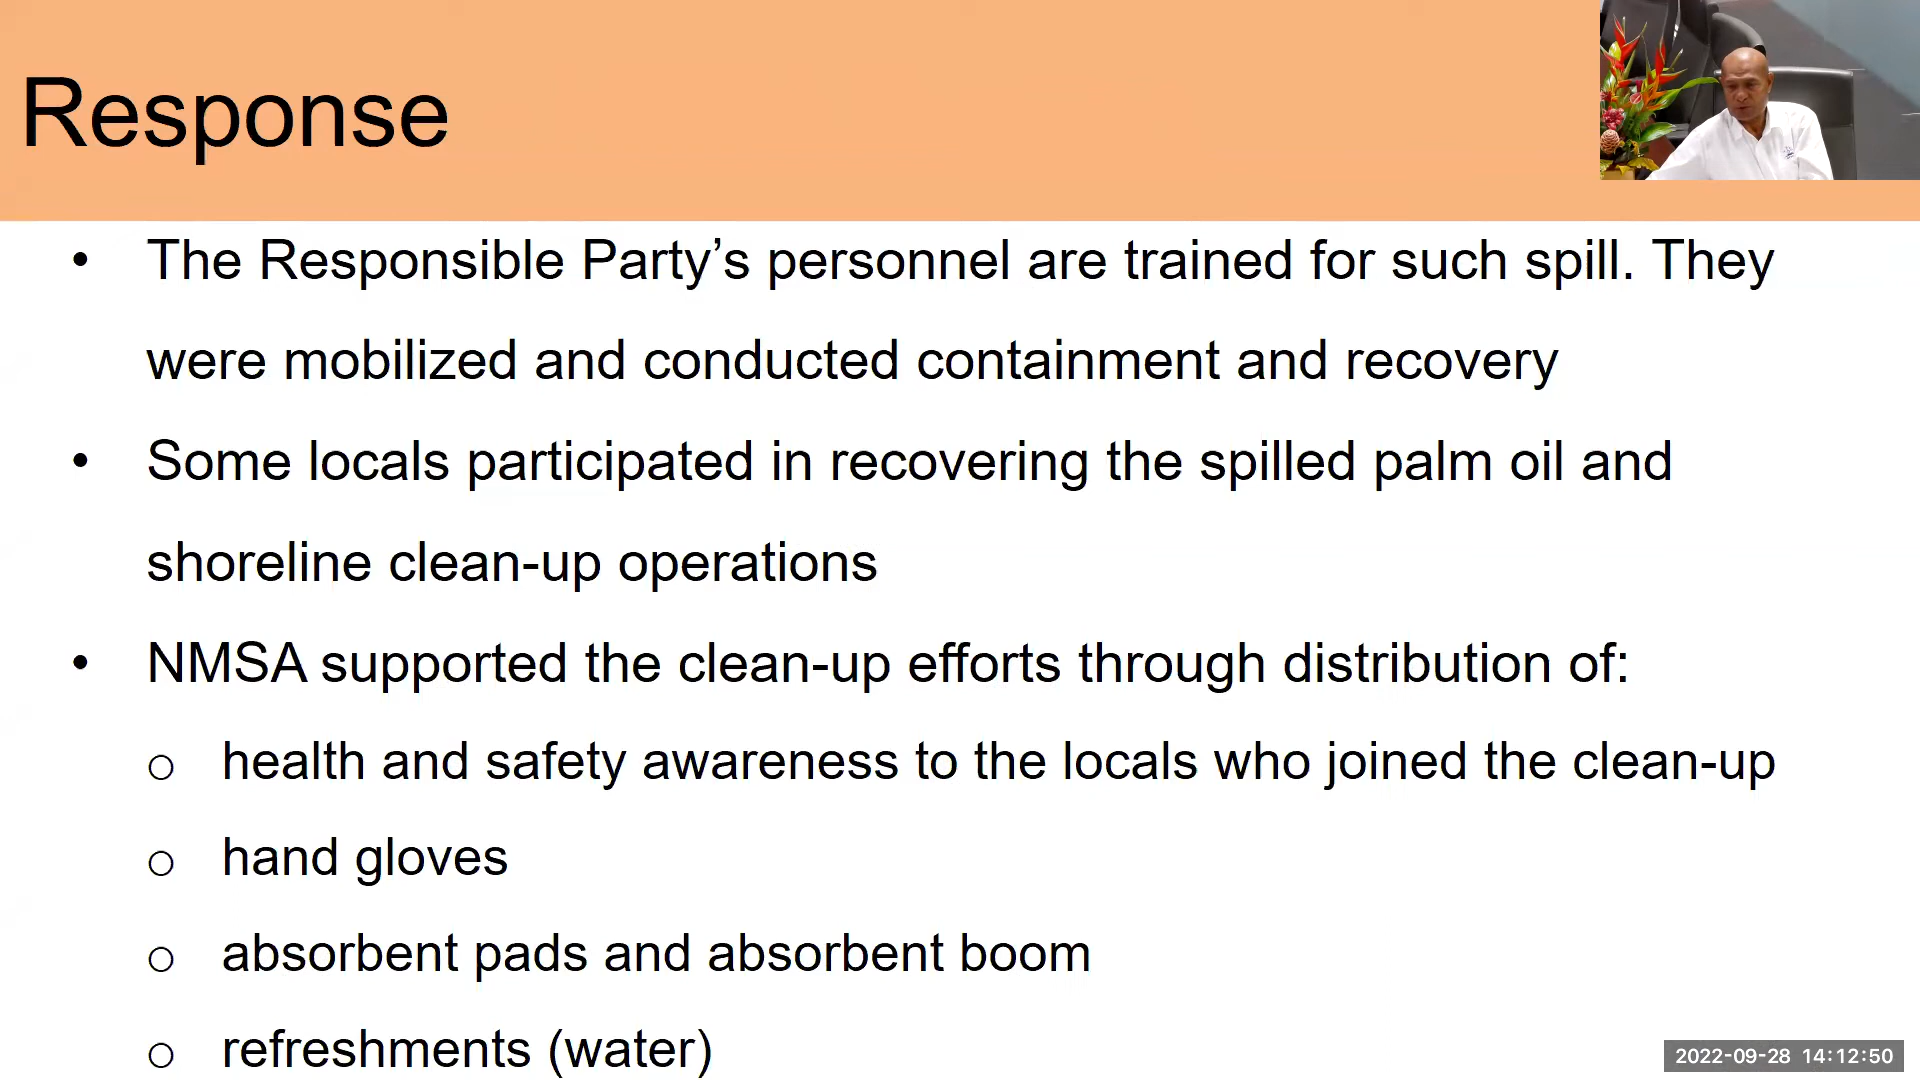 Response
• The Responsible Party’s personnel are trained for such spill. They
were mobilized and conducted containment and recovery
• Some locals participated in recovering the spilled palm oil and
shoreline clean-up operations
• NMSA supported the clean-up efforts through distribution of:
o health and safety awareness to the locals who joined the clean-up
o hand gloves
o absorbent pads and absorbent boom
o refreshments (water)
2022-09-28 14:12:50